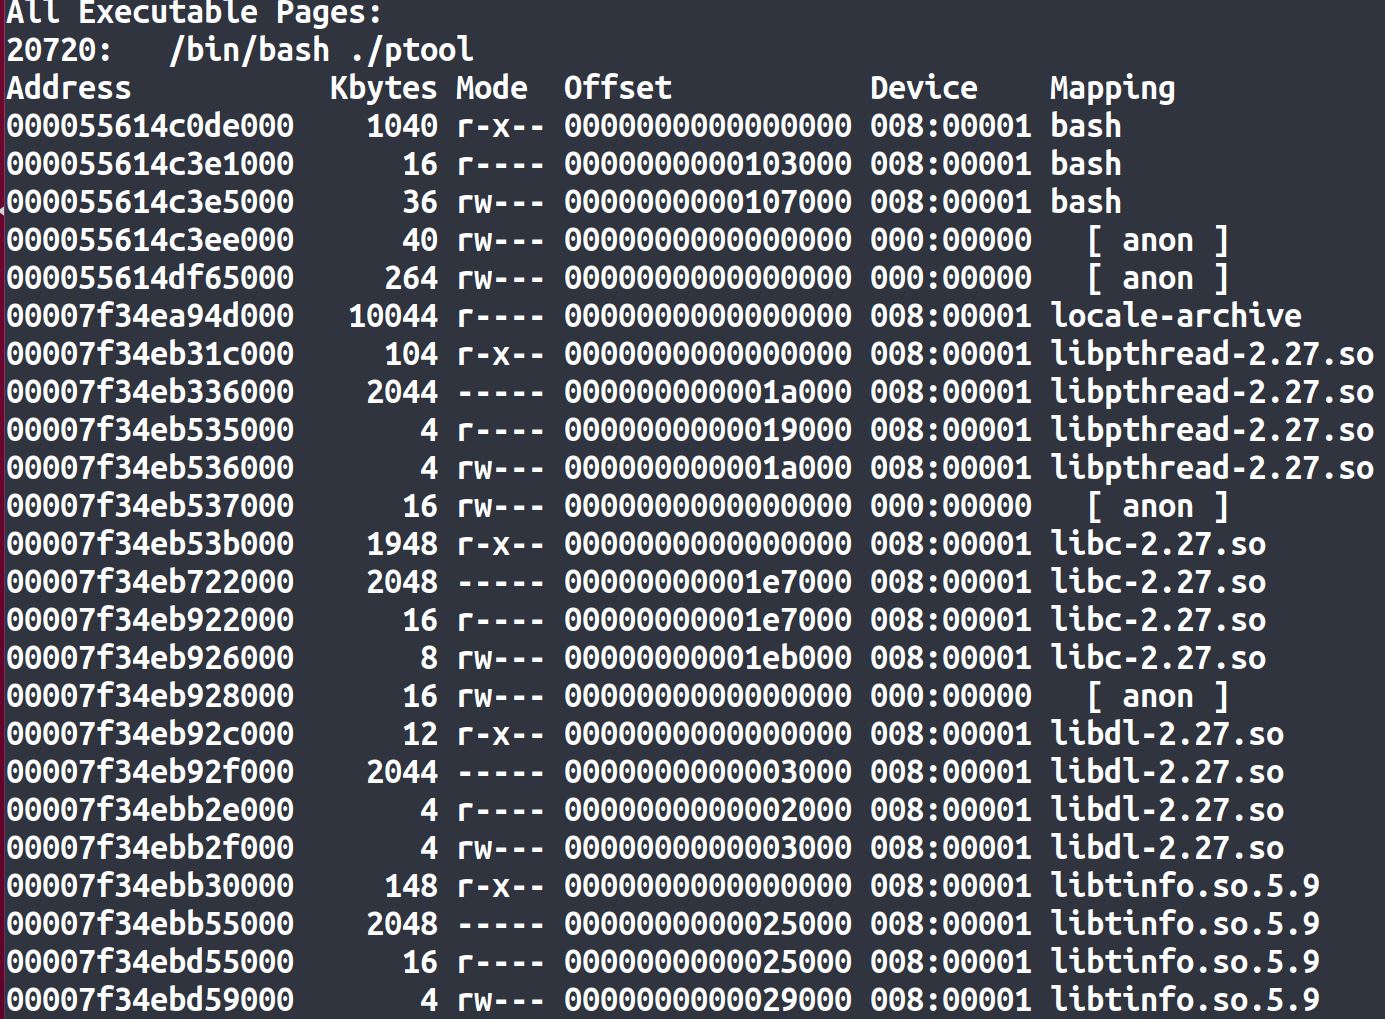 All Executable Pages:
20720:   /bin/bash ./ptool
Address           Kbytes Mode  Offset           Device    Mapping
000055614c0de000    1040 r-x-- 0000000000000000 008:00001 bash
000055614c3e1000      16 r---- 0000000000103000 008:00001 bash
000055614c3e5000      36 rw--- 0000000000107000 008:00001 bash
000055614c3ee000      40 rw--- 0000000000000000 000:00000   [ anon ]
000055614df65000     264 rw--- 0000000000000000 000:00000   [ anon ]
00007f34ea94d000   10044 r---- 0000000000000000 008:00001 locale-archive
00007f34eb31c000     104 r-x-- 0000000000000000 008:00001 libpthread-2.27.so
00007f34eb336000    2044 ----- 000000000001a000 008:00001 libpthread-2.27.so
00007f34eb535000       4 r---- 0000000000019000 008:00001 libpthread-2.27.so
00007f34eb536000       4 rw--- 000000000001a000 008:00001 libpthread-2.27.so
00007f34eb537000      16 rw--- 0000000000000000 000:00000   [ anon ]
00007f34eb53b000    1948 r-x-- 0000000000000000 008:00001 libc-2.27.so
00007f34eb722000    2048 ----- 00000000001e7000 008:00001 libc-2.27.so
00007f34eb922000      16 r---- 00000000001e7000 008:00001 libc-2.27.so
00007f34eb926000       8 rw--- 00000000001eb000 008:00001 libc-2.27.so
00007f34eb928000      16 rw--- 0000000000000000 000:00000   [ anon ]
00007f34eb92c000      12 r-x-- 0000000000000000 008:00001 libdl-2.27.so
00007f34eb92f000    2044 ----- 0000000000003000 008:00001 libdl-2.27.so
00007f34ebb2e000       4 r---- 0000000000002000 008:00001 libdl-2.27.so
00007f34ebb2f000       4 rw--- 0000000000003000 008:00001 libdl-2.27.so
00007f34ebb30000     148 r-x-- 0000000000000000 008:00001 libtinfo.so.5.9
00007f34ebb55000    2048 ----- 0000000000025000 008:00001 libtinfo.so.5.9
00007f34ebd55000      16 r---- 0000000000025000 008:00001 libtinfo.so.5.9
00007f34ebd59000       4 rw--- 0000000000029000 008:00001 libtinfo.so.5.9